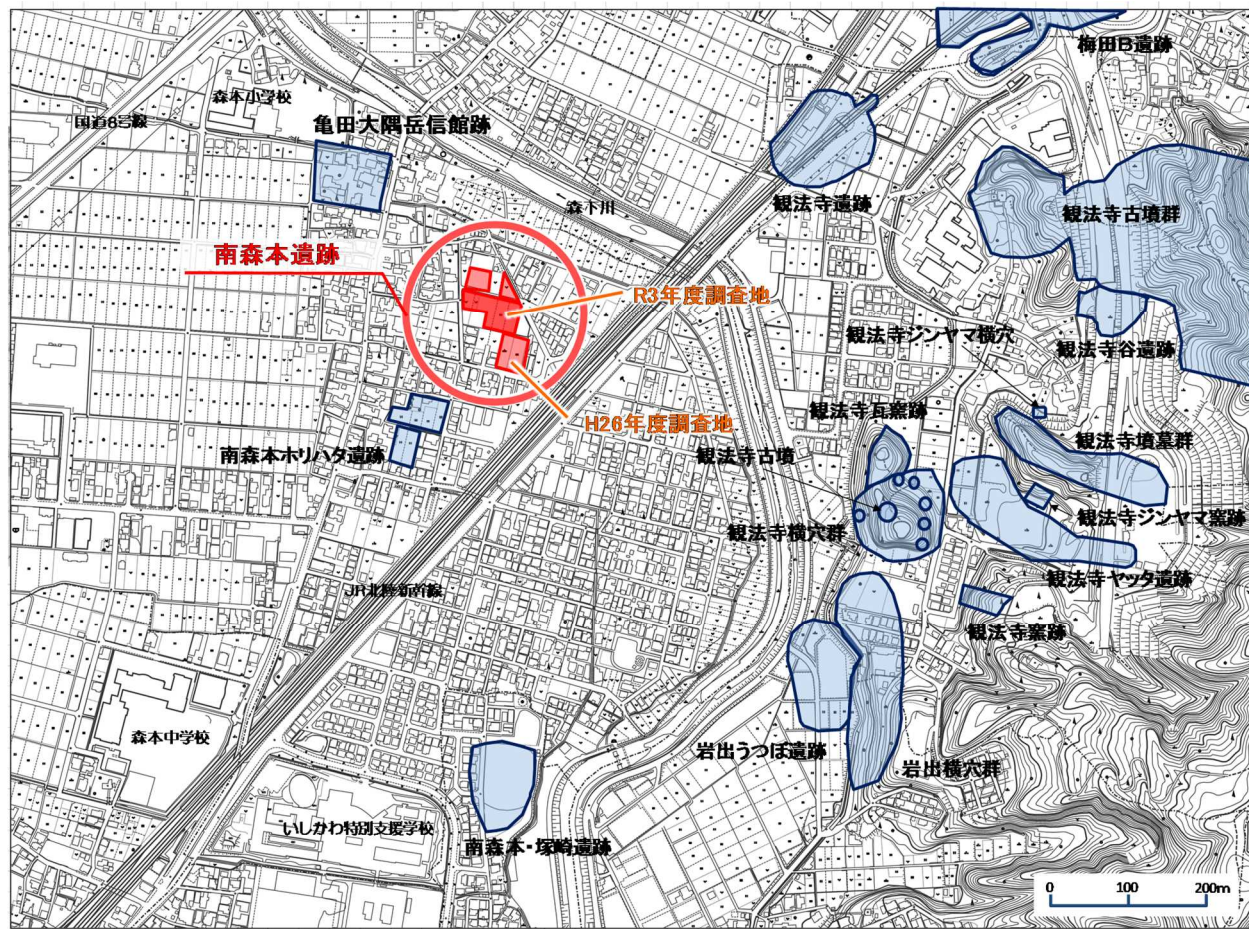 梅田B遺跡
森本小学校
国道8号線
亀田大隅岳信館跡
観法寺遺跡
森下川
観法寺古墳群
南森本遺跡
R3年度調査地
観法寺ジンヤマ横穴
観法寺谷遺跡
H26年度調査地
観法寺瓦窯跡
観法寺墳墓群
南森本ホリハタ遺跡
観法寺古墳
観法寺ジンヤマ窯跡
観法寺横穴群
観法寺ヤッタ遺跡
JR北陸新幹線
観法寺窯跡
森本中学校
岩出うつぼ遺跡
岩出横穴群
いしかわ特別支援学校
南森本・塚崎遺跡
0 100 200m